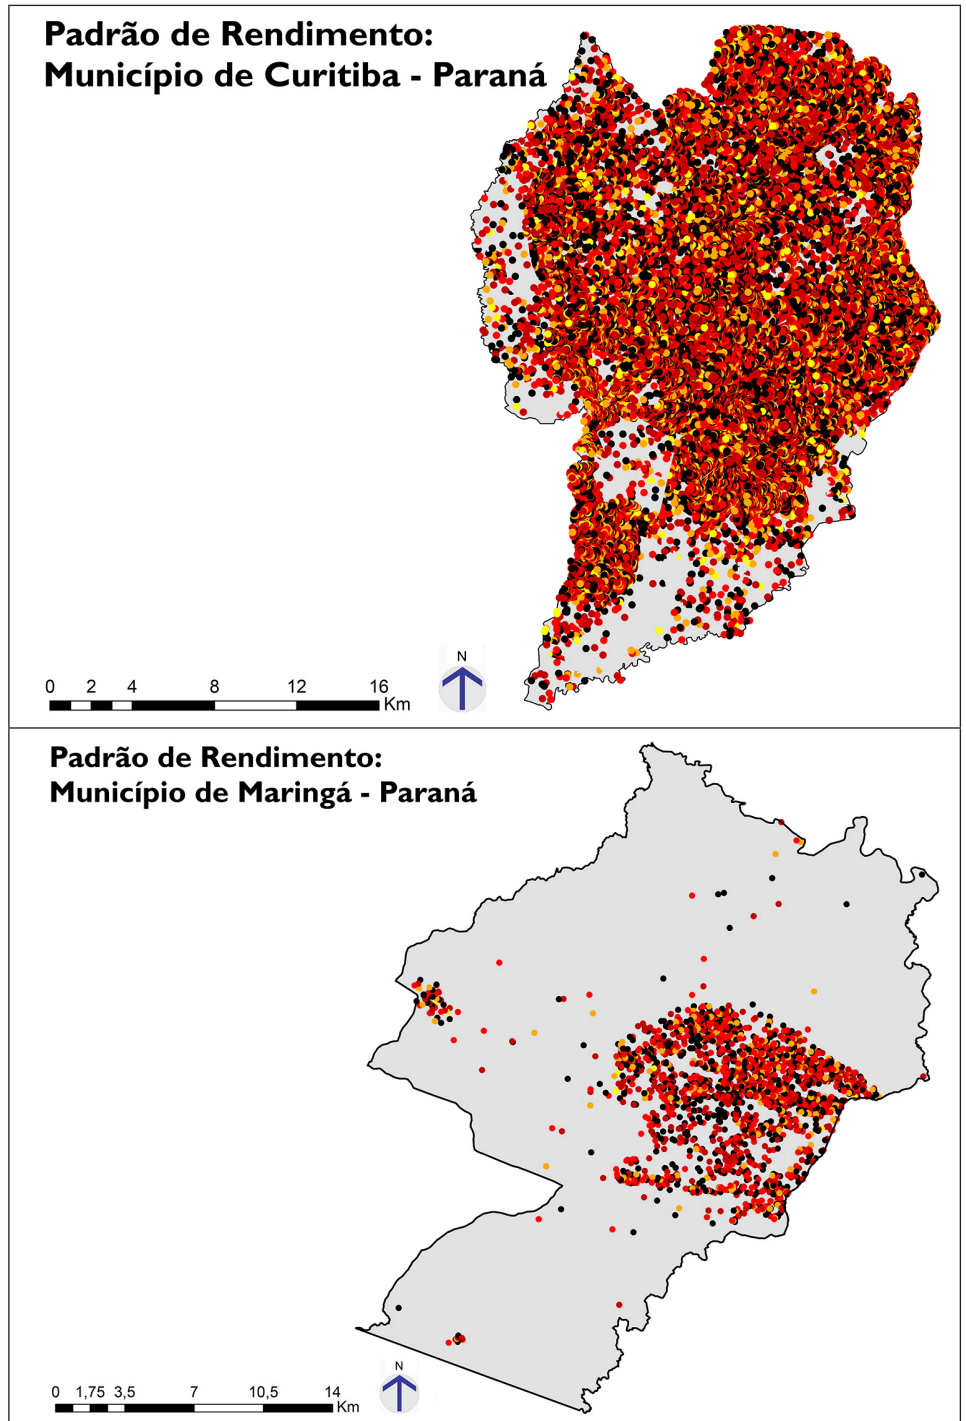 Padrão de Rendimento:
Município de Curitiba - Paraná
N
0 2 4 8 12 16
Km
Padrão de Rendimento:
Município de Maringá - Paraná
N
0 1,75 3,5 7 10,5 14
Km